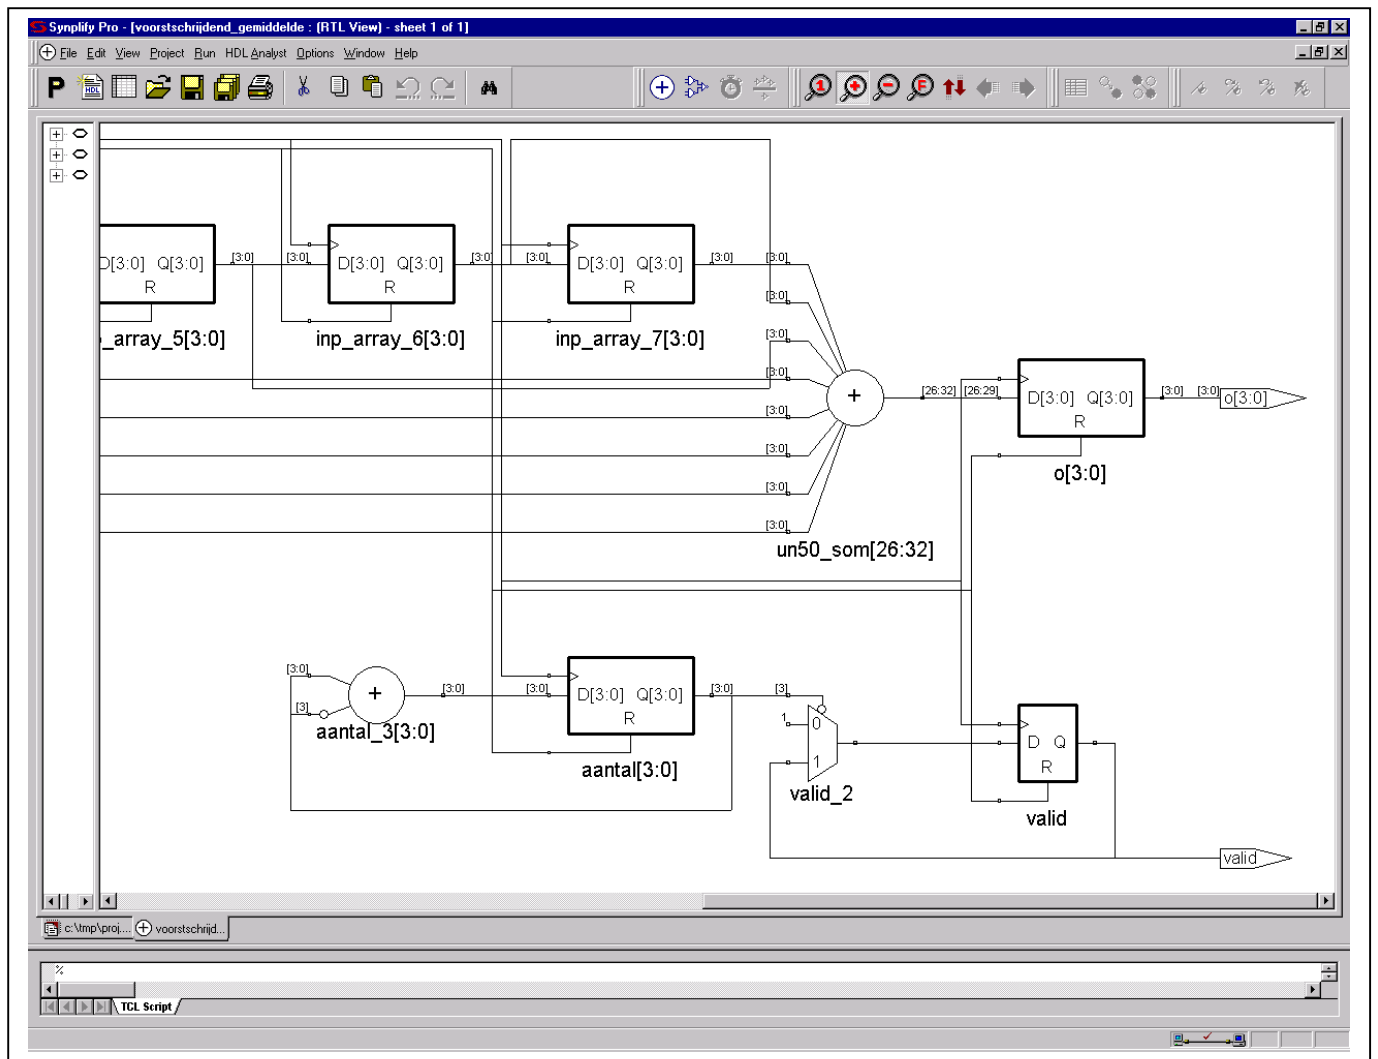 Synplify Pro - [voorstschrijdend_gemiddelde : (RTL View) - sheet 1 of 1]
File Edit View Project Run HDL Analyst Options Window Help
P HDL 1 F
D[3:0] Q[3:0] [3:0] [3:0] D[3:0] Q[3:0] [3:0] [3:0] D[3:0] Q[3:0] [3:0] [3:0]
R R R [3:0]
_array_5[3:0] inp_array_6[3:0] inp_array_7[3:0] [3:0]
[3:0]
+ [26:32] [26:29] D[3:0] Q[3:0] [3:0] [3:0] o[3:0]
[3:0] R
[3:0] o[3:0]
[3:0]
[3:0]
un50_som[26:32]
[3:0]
+ [3:0] [3:0] D[3:0] Q[3:0] [3:0] [3]
[3] R 1 0
aantal_3[3:0] D Q
aantal[3:0] 1 R
valid_2 valid
valid
c:\tmp\proj.... voorstschrijd...
%
TCL Script